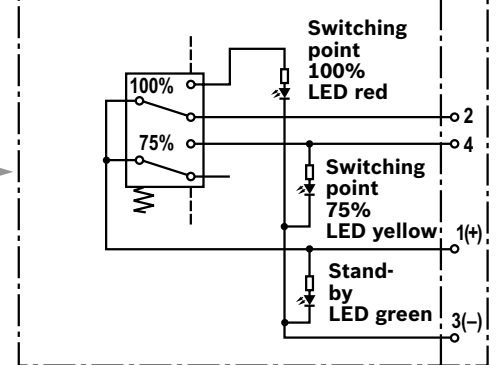 Switching
point
100%
LED red
100%
2
75%
4
Switching
point
75%
LED yellow
1(+)
Stand-
by
LED green
3(–)